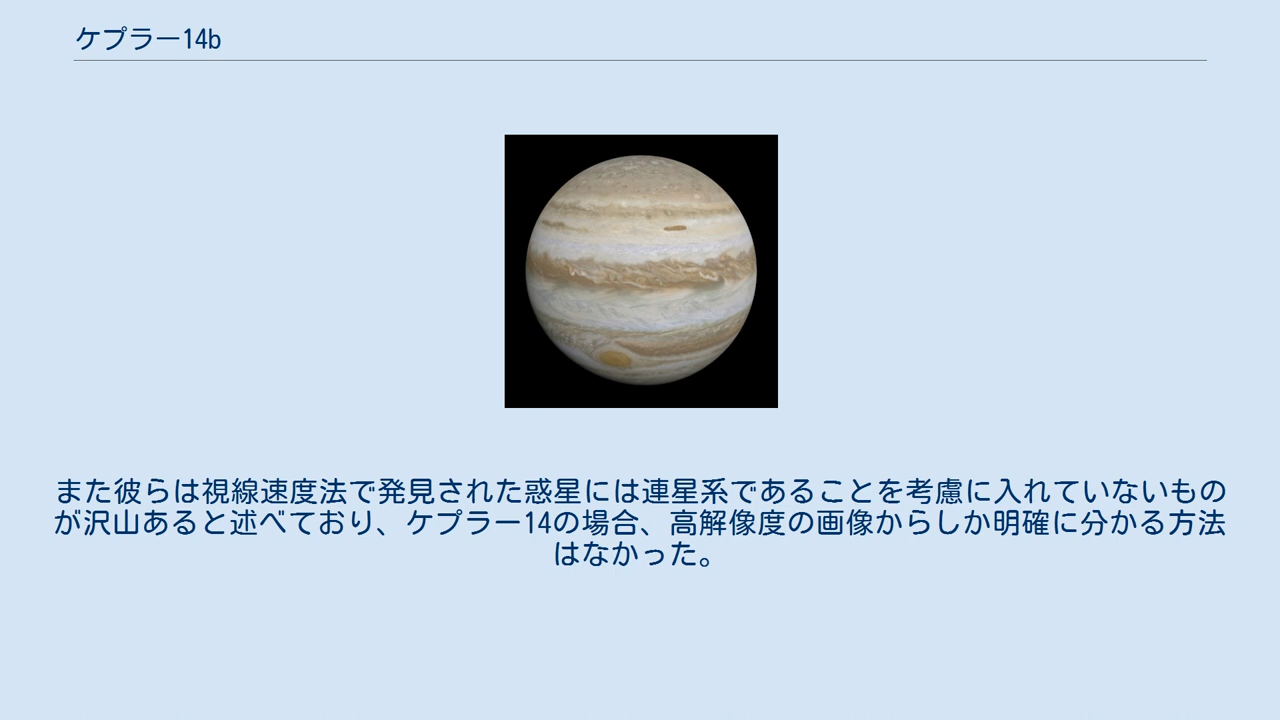 ケプラー14b
また彼らは視線速度法で発見された惑星には連星系であることを考慮に入れていないもの
が沢山あると述べており、ケプラー14の場合、高解像度の画像からしか明確に分かる方法
はなかった。